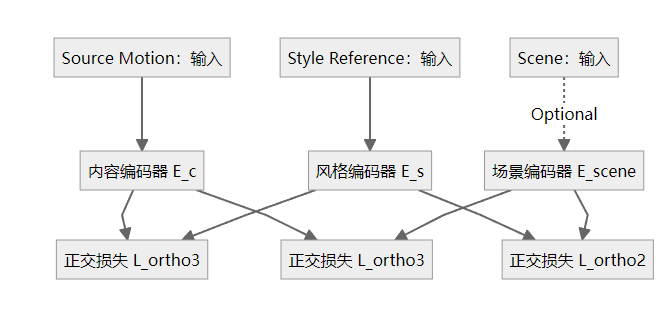 Source Motion：输入
Style Reference：输入
Scene：输入
Optional
内容编码器 E_c
风格编码器 E_s
场景编码器 E_scene
正交损失 L_ortho3
正交损失 L_ortho3
正交损失 L_ortho2